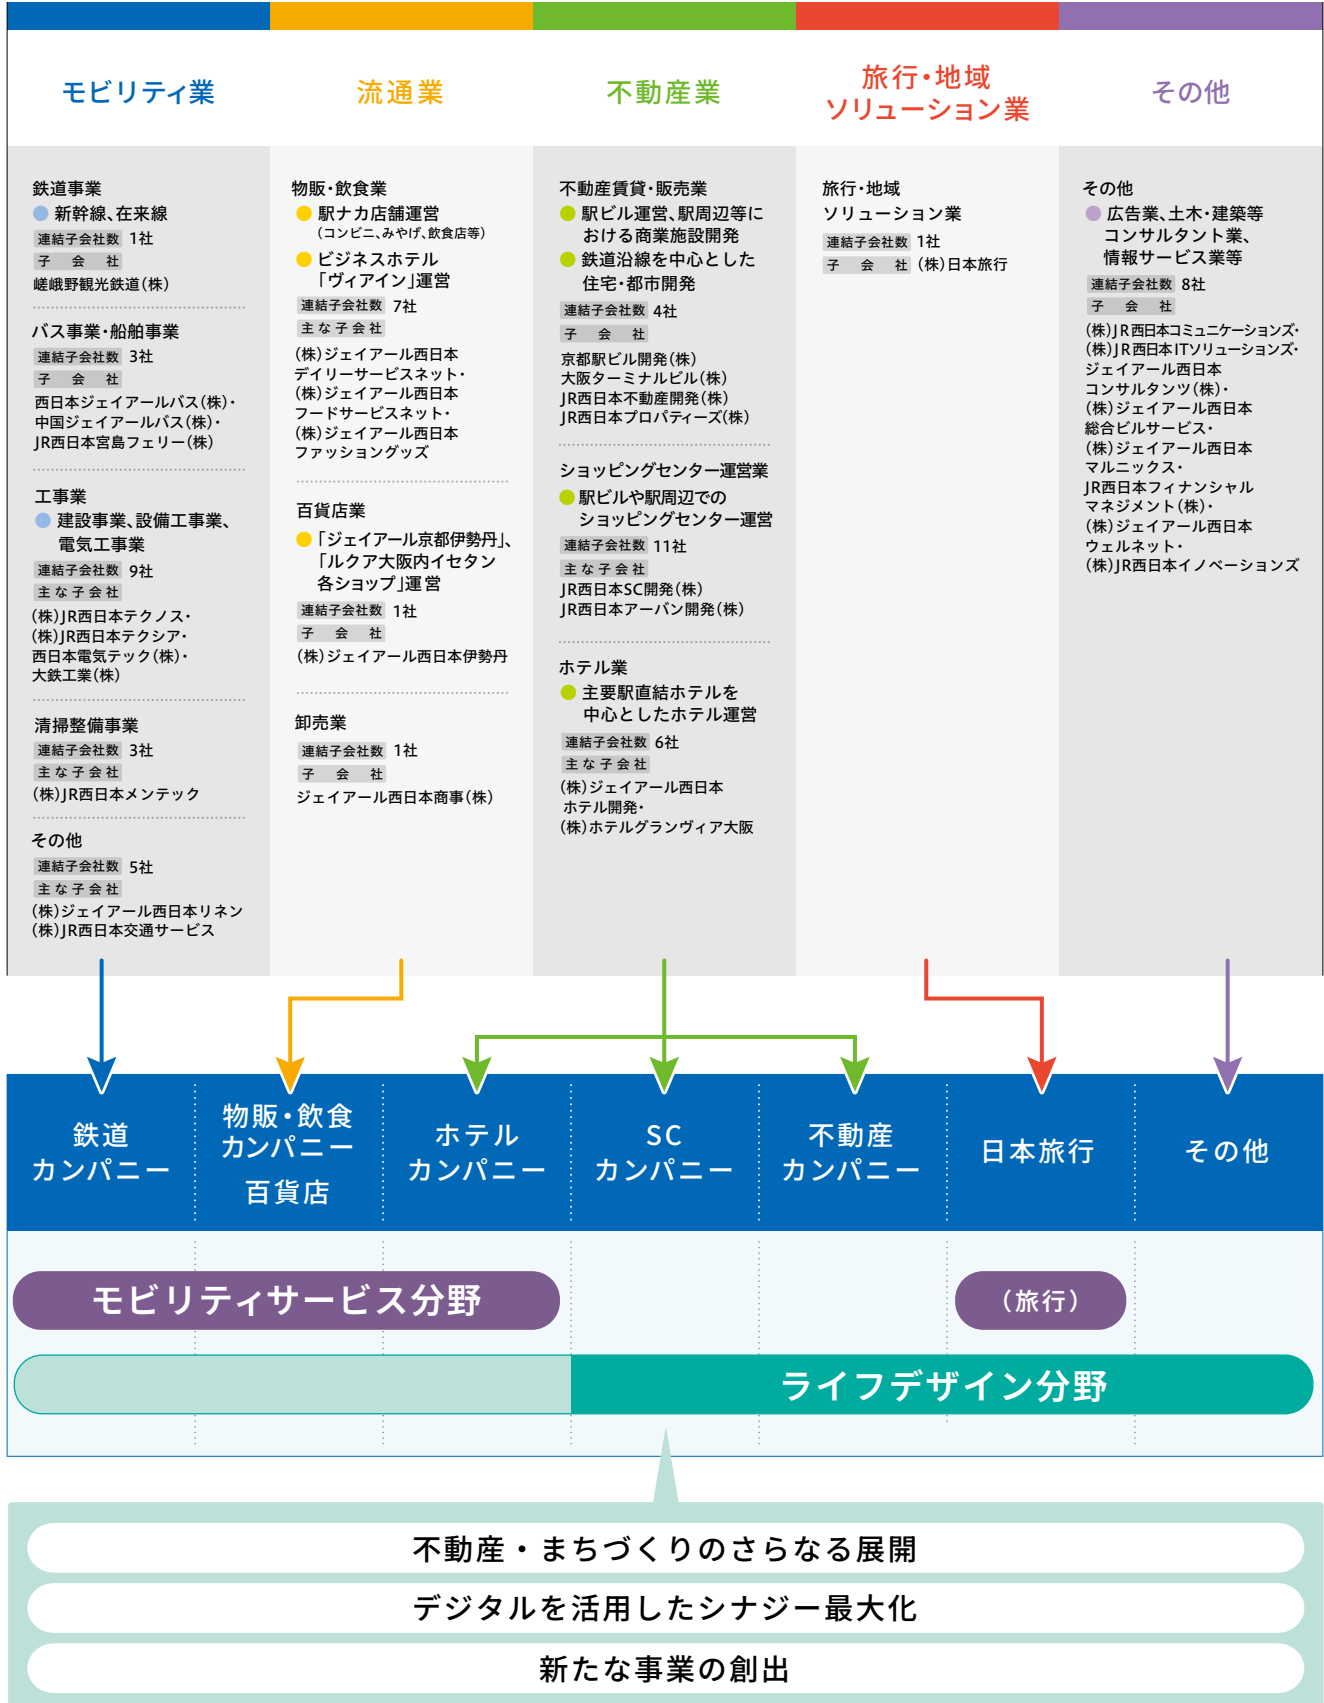 モビリティ業
鉄道事業
新幹線、在来線
連結子会社数 1社
子会社
嵯峨野観光鉄道(株)
バス事業・船舶事業
連結子会社数 3社
子会社
西日本ジェイアールバス(株)・
中国ジェイアールバス(株)・
JR西日本宮島フェリー(株)
工事業
建設事業、設備工事業、
電気工事業
連結子会社数 9社
主な子会社
(株)JR西日本テクノス・
(株)JR西日本テクシア・
西日本電気テック(株)・
大鉄工業(株)
清掃整備事業
連結子会社数 3社
主な子会社
(株)JR西日本メンテック
その他
連結子会社数 5社
主な子会社
(株)ジェイアール西日本リネン
(株)JR西日本交通サービス
流通業
物販・飲食業
駅ナカ店舗運営
(コンビニ、みやげ、飲食店等)
ビジネスホテル
「ヴィアイン」運営
連結子会社数 7社
主な子会社
(株)ジェイアール西日本
デイリーサービスネット・
(株)ジェイアール西日本
フードサービスネット・
(株)ジェイアール西日本
ファッショングッズ
百貨店業
「ジェイアール京都伊勢丹」、
「ルクア大阪内イセタン
各ショップ」運営
連結子会社数 1社
子会社
(株)ジェイアール西日本伊勢丹
卸売業
連結子会社数 1社
子会社
ジェイアール西日本商事(株)
不動産業
不動産賃貸・販売業
駅ビル運営、駅周辺等に
おける商業施設開発
鉄道沿線を中心とした
住宅・都市開発
連結子会社数 4社
子会社
京都駅ビル開発(株)
大阪ターミナルビル(株)
JR西日本不動産開発(株)
JR西日本プロパティーズ(株)
ショッピングセンター運営業
駅ビルや駅周辺での
ショッピングセンター運営
連結子会社数 11社
主な子会社
JR西日本SC開発(株)
JR西日本アーバン開発(株)
ホテル業
主要駅直結ホテルを
中心としたホテル運営
連結子会社数 6社
主な子会社
(株)ジェイアール西日本
ホテル開発・
(株)ホテルグランヴィア大阪
旅行・地域
ソリューション業
旅行・地域
ソリューション業
連結子会社数 1社
子会社 (株)日本旅行
その他
その他
広告業、土木・建築等
コンサルタント業、
情報サービス業等
連結子会社数 8社
子会社
(株)JR西日本コミュニケーションズ・
(株)JR西日本ITソリューションズ・
ジェイアール西日本
コンサルタンツ(株)・
(株)ジェイアール西日本
総合ビルサービス・
(株)ジェイアール西日本
マルニックス・
JR西日本フィナンシャル
マネジメント(株)・
(株)ジェイアール西日本
ウェルネット・
(株)JR西日本イノベーションズ
鉄道
カンパニー
物販・飲食
カンパニー
百貨店
ホテル
カンパニー
SC
カンパニー
不動産
カンパニー
日本旅行
その他
モビリティサービス分野
(旅行)
ライフデザイン分野
不動産・まちづくりのさらなる展開
デジタルを活用したシナジー最大化
新たな事業の創出